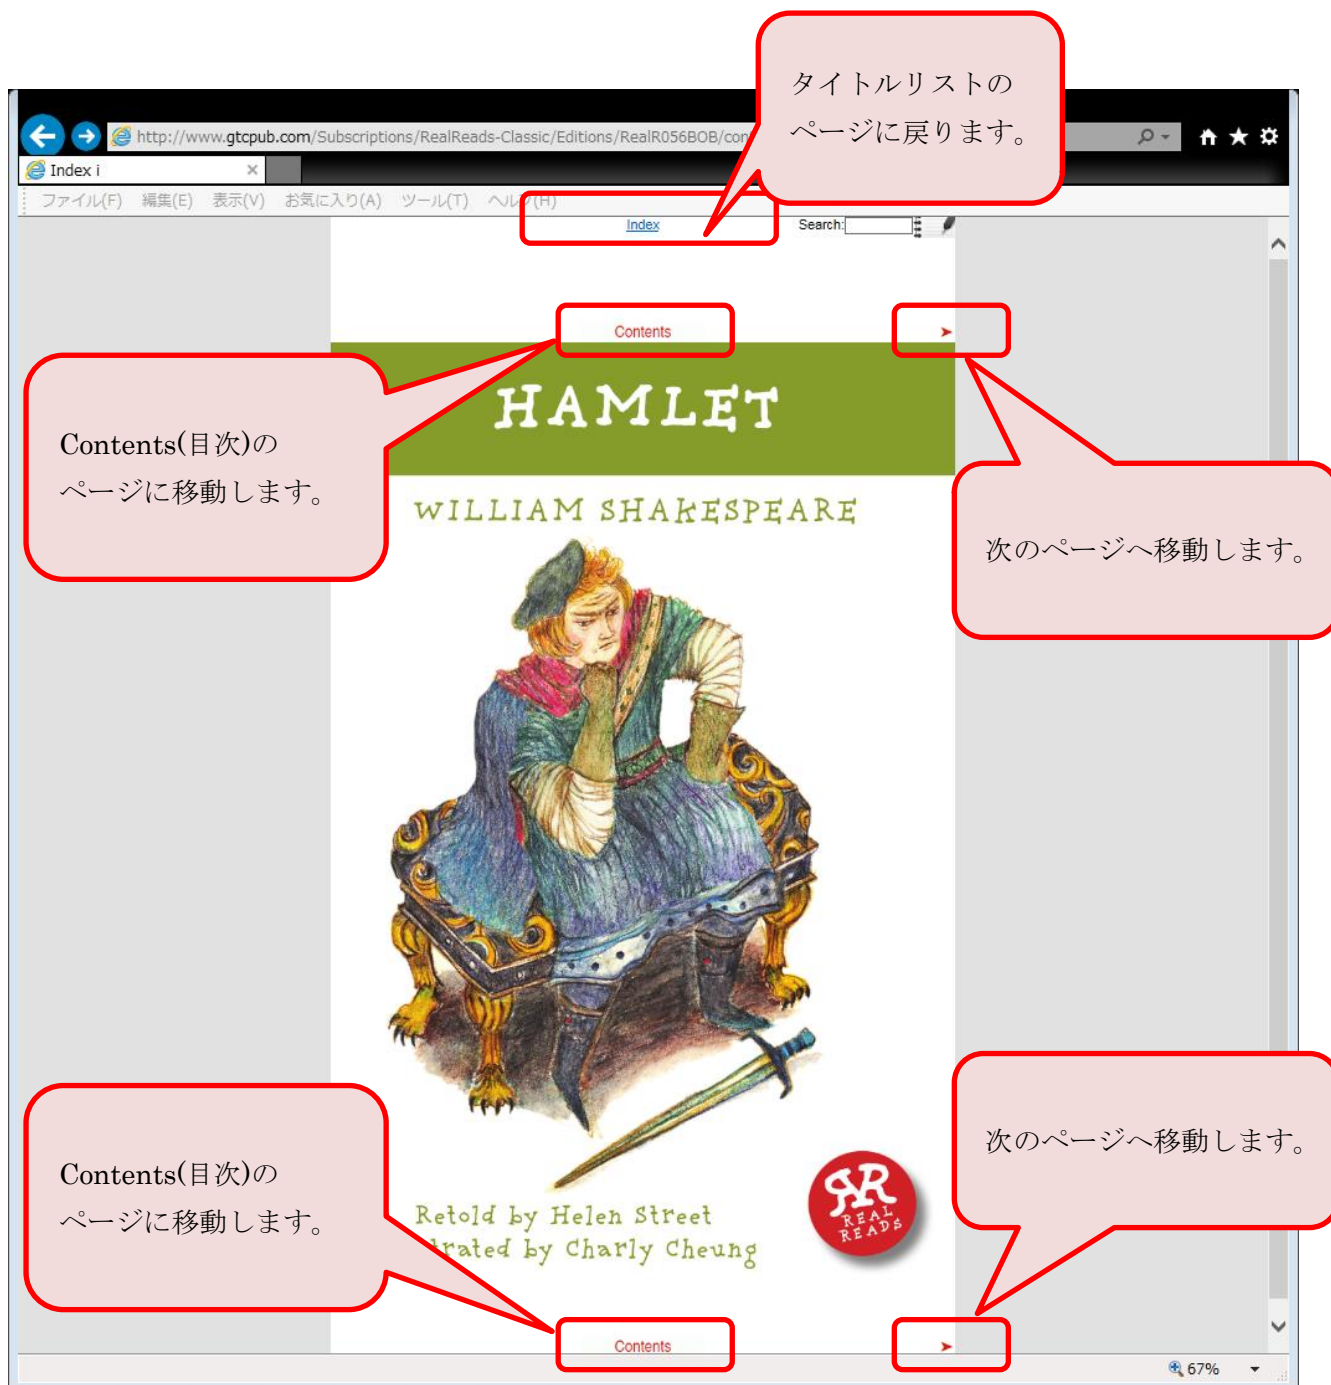 タイトルリストの
ページに戻ります。
http://www.gtcpub.com/Subscriptions/RealReads-Classic/Editions/RealR056BOB/con
Index i
ファイル(F) 編集(E) 表示(V) お気に入り(A) ツール(T) ヘルプ(H)
Index Search:
Contents
HAMLET
Contents(目次)の
ページに移動します。
WILLIAM SHAKESPEARE
次のページへ移動します。
次のページへ移動します。
Contents(目次)の
ページに移動します。
REAL
READS
Retold by Helen Street
trated by Charly Cheung
Contents
67%